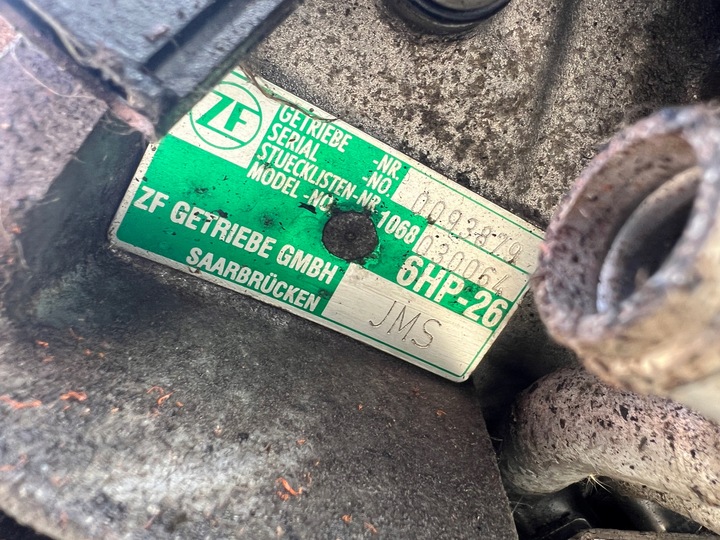 ZF
GETRIEBE -NR.
SERIAL -NO. 0093879
STUECKLISTEN-NR.
MODEL-NO. 1068 030064
ZF GETRIEBE GMBH 6HP-26
SAARBRÜCKEN JMS